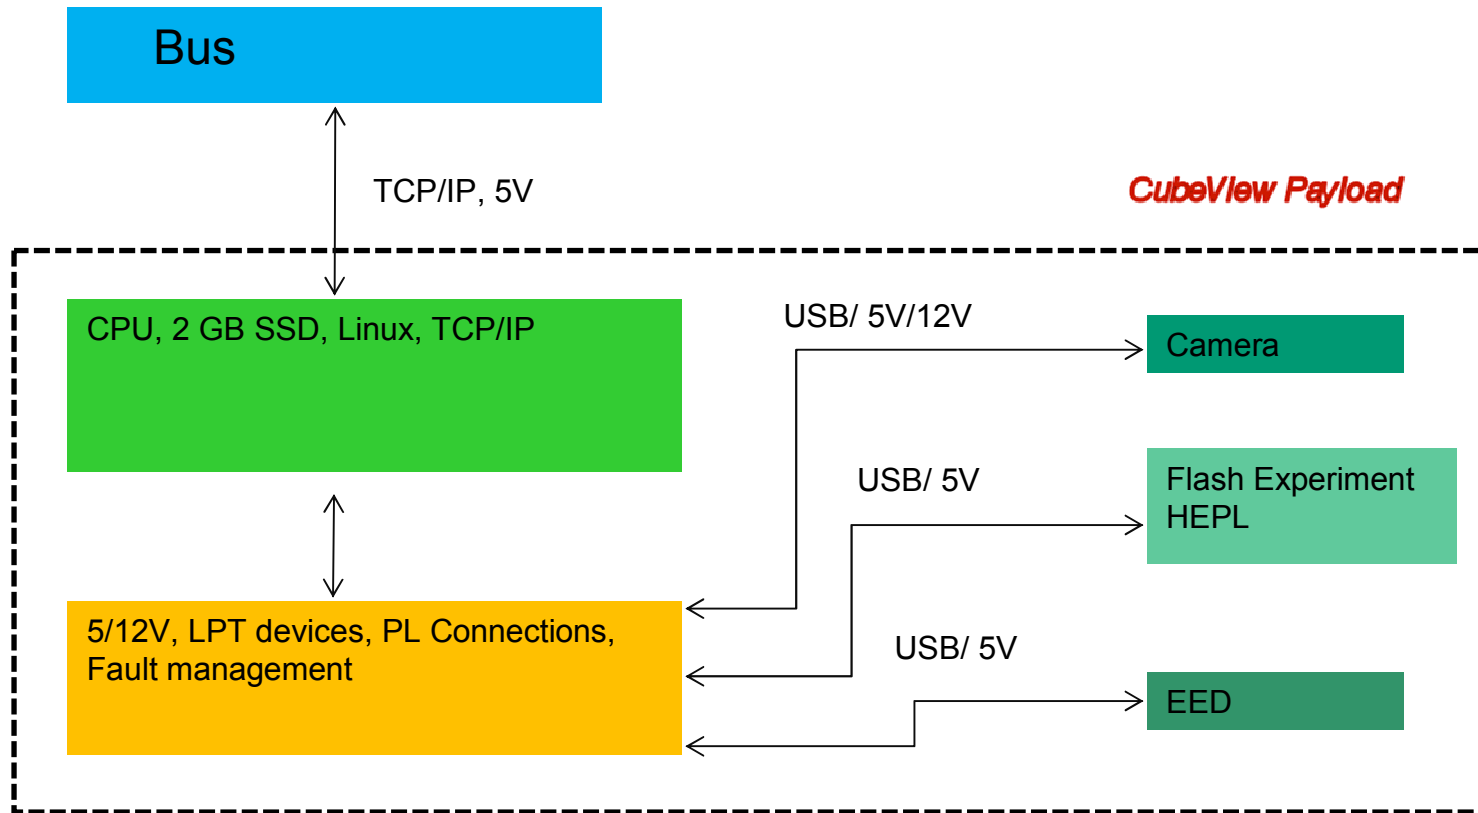 Bus
TCP/IP, 5V
CubeView Payload
CPU, 2 GB SSD, Linux, TCP/IP
USB/ 5V/12V
Camera
USB/ 5V
Flash Experiment
HEPL
5/12V, LPT devices, PL Connections,
Fault management
USB/ 5V
EED